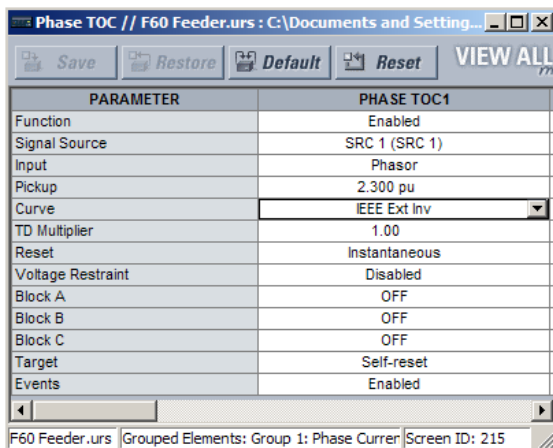 Phase TOC // F60 Feeder.urs : C:\Documents and Setting...
Save Restore Default Reset VIEW ALL
PARAMETER PHASE TOC1
Function Enabled
Signal Source SRC 1 (SRC 1)
Input Phasor
Pickup 2.300 pu
Curve IEEE Ext Inv
TD Multiplier 1.00
Reset Instantaneous
Voltage Restraint Disabled
Block A OFF
Block B OFF
Block C OFF
Target Self-reset
Events Enabled
F60 Feeder.urs Grouped Elements: Group 1: Phase Curren Screen ID: 215